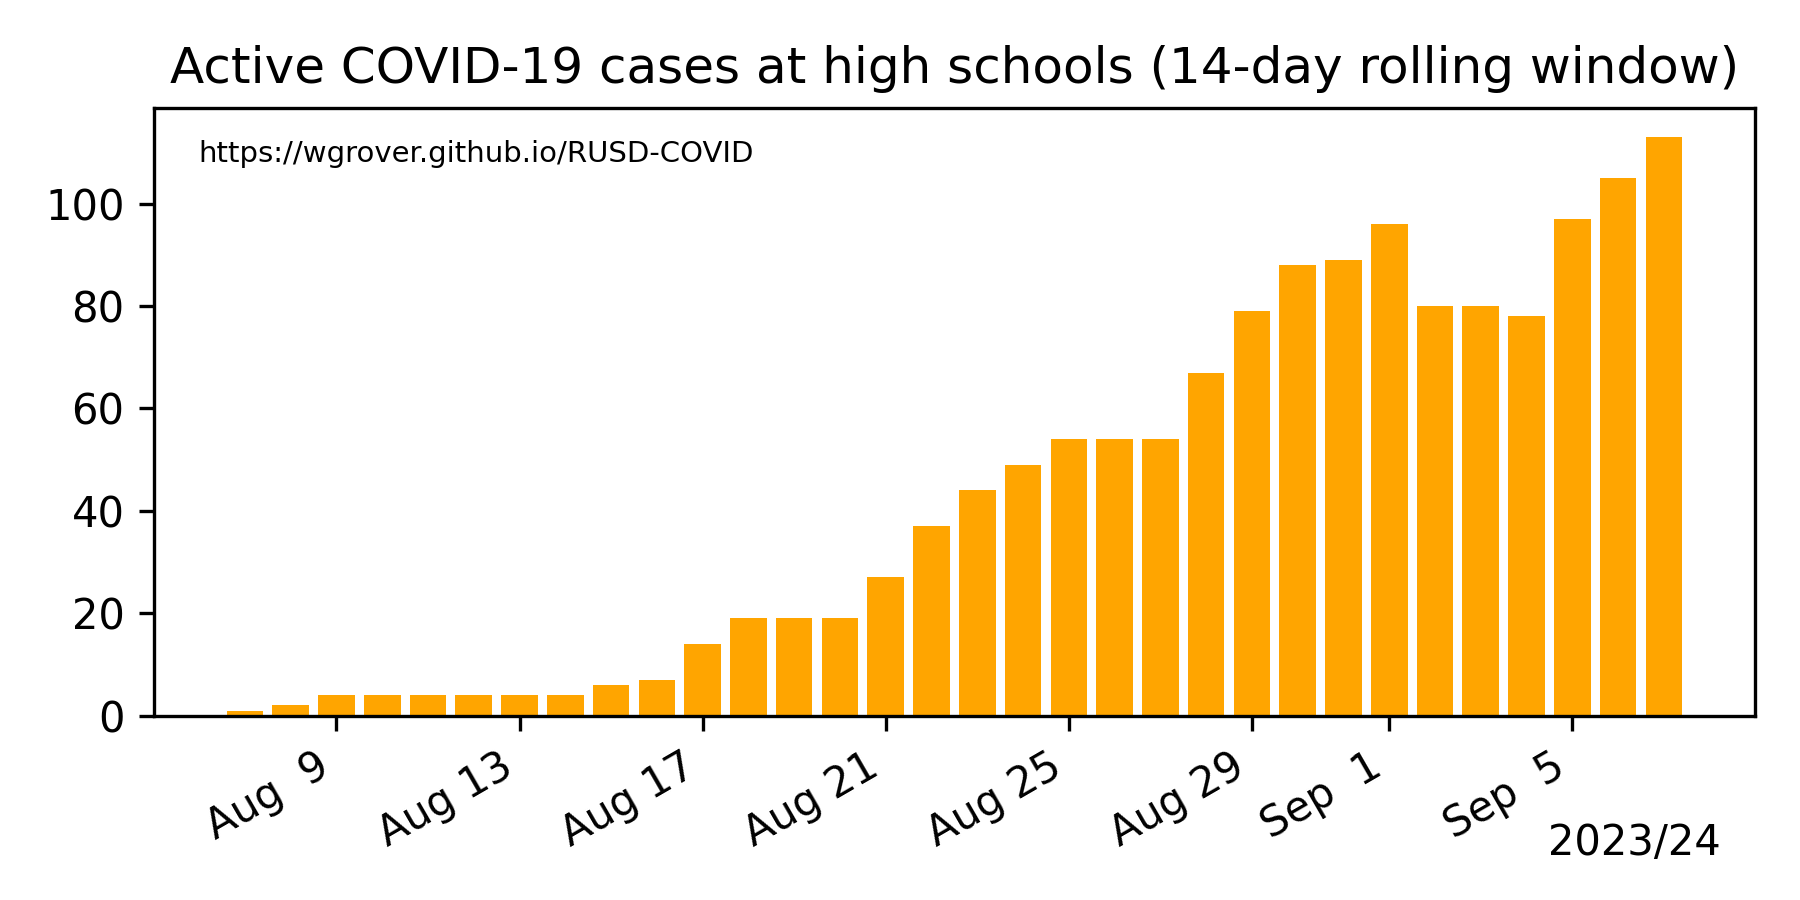 Active COVID-19 cases at high schools (14-day rolling window)
https://wgrover.github.io/RUSD-COVID
100
80
60
40
20
0
Aug 9
Aug 13
Aug 17
Aug 21
Aug 25
Aug 29
Sep 1
Sep 5
2023/24